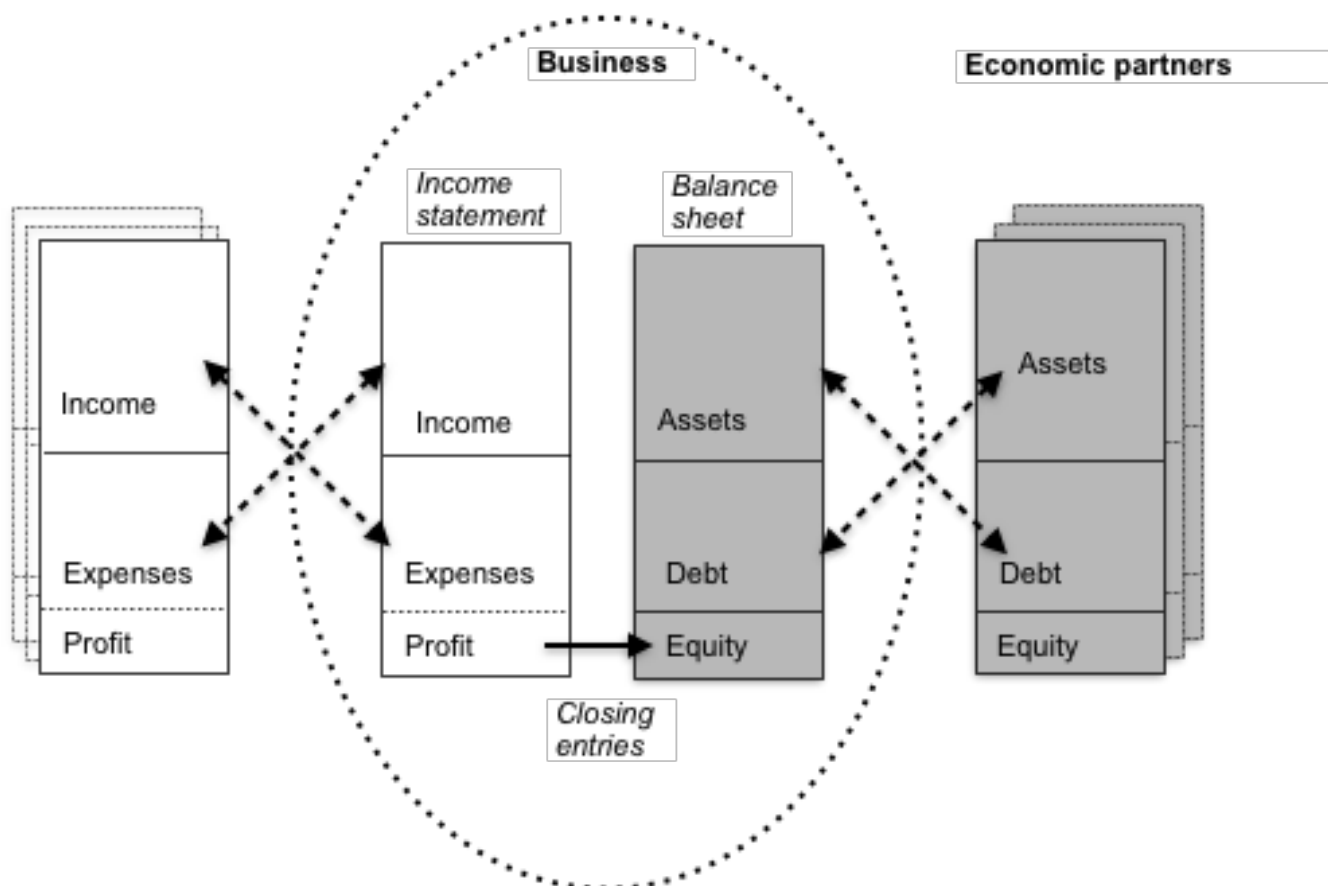 Business
Economic partners
Income
statement
Balance
sheet
Income
Expenses
Profit
Income
Expenses
Profit
Assets
Debt
Equity
Assets
Debt
Equity
Closing
entries